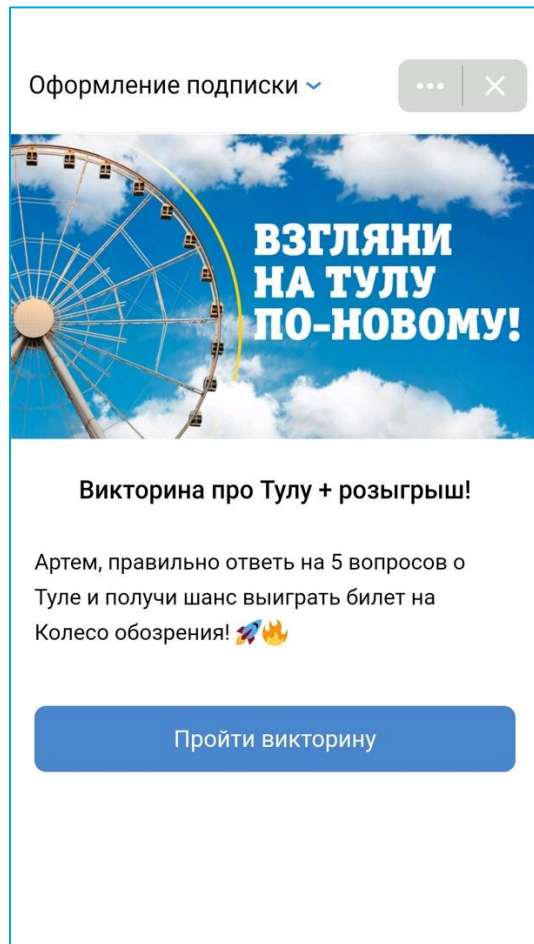 Оформление подписки
ВЗГЛЯНИ
НА ТУЛУ
ПО-НОВОМУ!
Викторина про Тулу + розыгрыш!
Артем, правильно ответь на 5 вопросов о
Туле и получи шанс выиграть билет на
Колесо обозрения! 🚀🔥
Пройти викторину